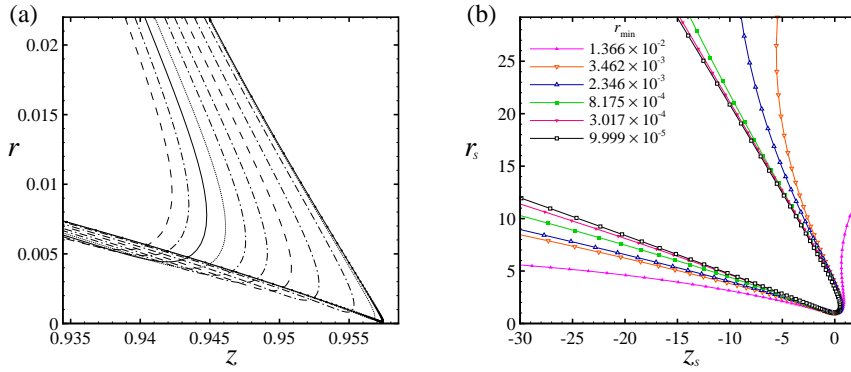 (a)
0.02
0.015
r
0.01
0.005
0
0.935
0.94
0.945
0.95
0.955
z
(b)
25
20
r_s
15
10
5
0
-30
-25
-20
-15
-10
-5
0
z_s
r_min
1.366 × 10^-2
3.462 × 10^-3
2.346 × 10^-3
8.175 × 10^-4
3.017 × 10^-4
9.999 × 10^-5